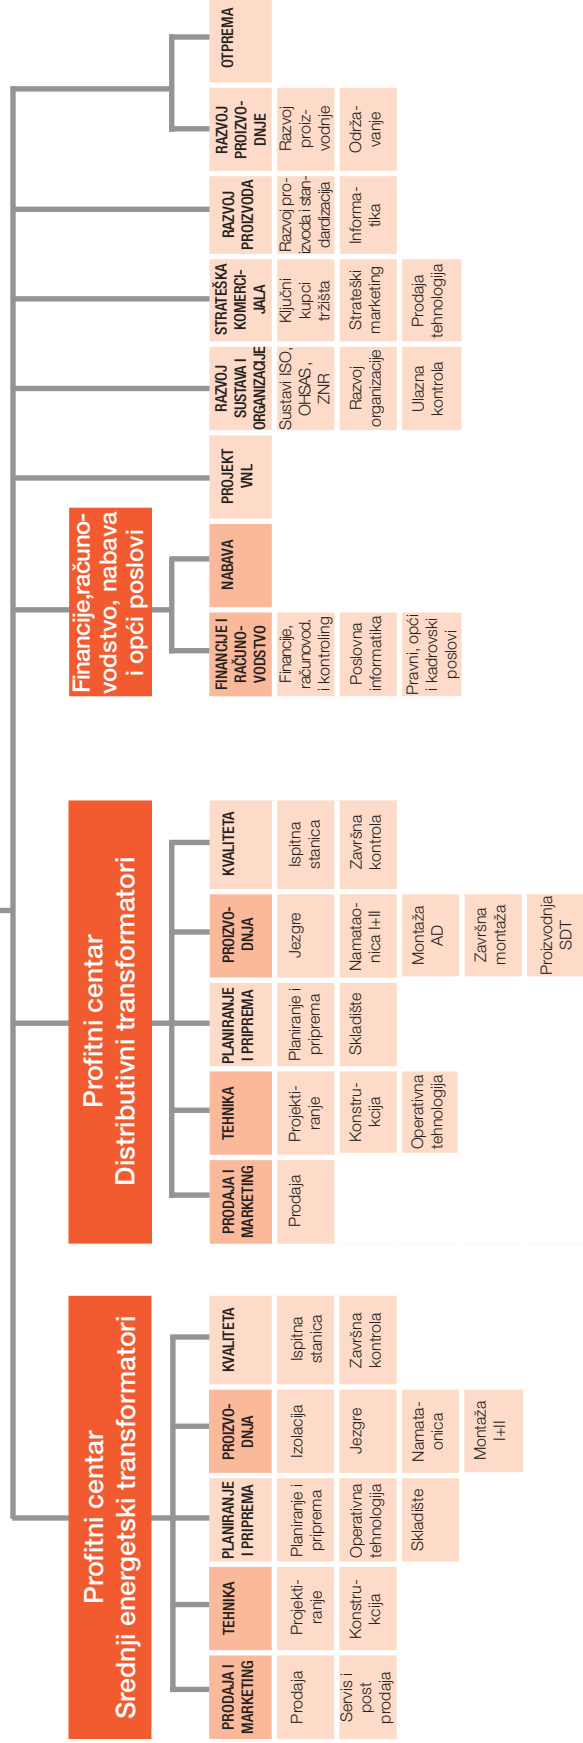 Profitni centar
Srednji energetski transformatori
PRODAJA I
MARKETING
Prodaja
Servis i
post
prodaja
TEHNIKA
Projekti-
ranje
Konstru-
kcija
PLANIRANJE
I PRIPREMA
Planiranje i
priprema
Operativna
tehnologija
Skladište
PROIZVO-
DNJA
Izolacija
Jezgre
Namata-
onica
Montaža
I+II
KVALITETA
Ispitna
stanica
Završna
kontrola
Profitni centar
Distributivni transformatori
PRODAJA I
MARKETING
Prodaja
TEHNIKA
Projekti-
ranje
Konstru-
kcija
Operativna
tehnologija
PLANIRANJE
I PRIPREMA
Planiranje i
priprema
Skladište
PROIZVO-
DNJA
Jezgre
Namatao-
nica I+II
Montaža
AD
Završna
montaža
Proizvodnja
SDT
KVALITETA
Ispitna
stanica
Završna
kontrola
Financije,računo-
vodstvo, nabava
i opći poslovi
FINANCIJE I
RAČUNO-
VODSTVO
Financije,
računovod.
i kontroling
Poslovna
informatika
Pravni, opći
i kadrovski
poslovi
NABAVA
PROJEKT
VNL
RAZVOJ
SUSTAVA I
ORGANIZACIJE
Sustavi ISO,
OHSAS,
ZNR
Razvoj
organizacije
Ulazna
kontrola
STRATEŠKA
KOMERCI-
JALA
Ključni
kupci
tržišta
Strateški
marketing
Prodaja
tehnologija
RAZVOJ
PROIZVODA
Razvoj pro-
izvoda i stan-
dardizacija
Informa-
tika
RAZVOJ
PROIZVO-
DNJE
Razvoj
proiz-
vodnje
Održa-
vanje
OTPREMA